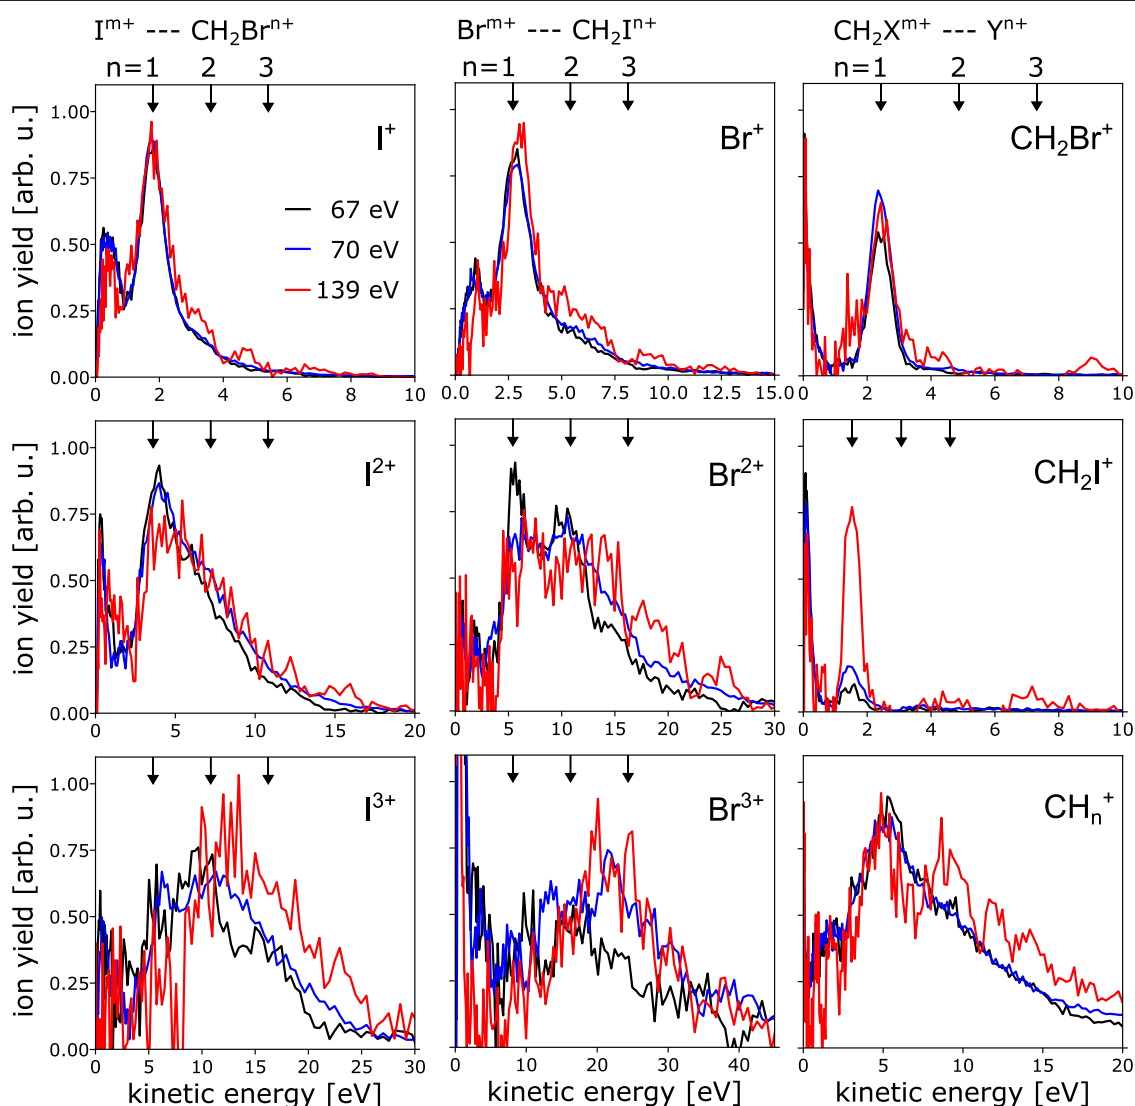 I^m+ --- CH₂Br^n+ Br^m+ --- CH₂I^n+ CH₂X^m+ --- Y^n+
n=1 2 3 n=1 2 3 n=1 2 3
ion yield [arb. u.]
1.00
0.75
0.50
0.25
0.00
I⁺
67 eV
70 eV
139 eV
0 2 4 6 8 10
Br⁺
0.0 2.5 5.0 7.5 10.0 12.5 15.0
CH₂Br⁺
0 2 4 6 8 10
ion yield [arb. u.]
1.00
0.75
0.50
0.25
0.00
I²⁺
0 5 10 15 20
Br²⁺
0 5 10 15 20 25 30
CH₂I⁺
0 2 4 6 8 10
ion yield [arb. u.]
1.00
0.75
0.50
0.25
0.00
I³⁺
0 5 10 15 20 25 30
kinetic energy [eV]
Br³⁺
0 10 20 30 40
kinetic energy [eV]
CHₙ⁺
0 5 10 15 20
kinetic energy [eV]